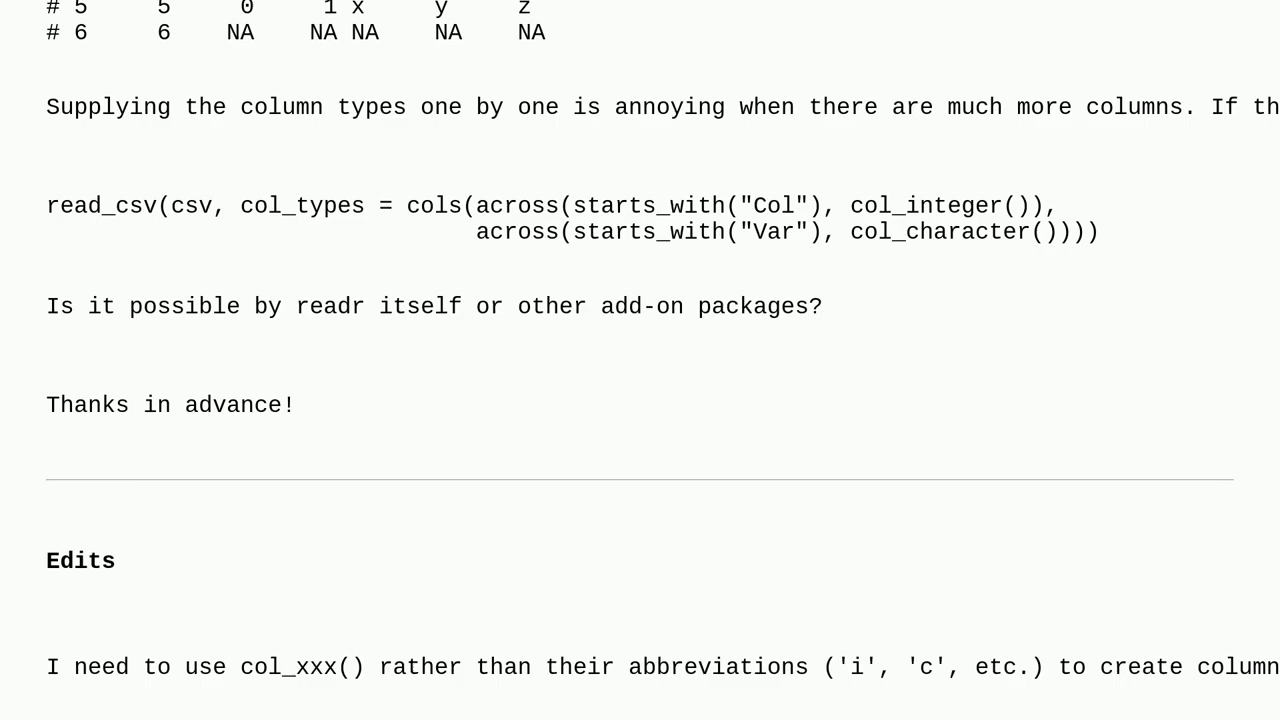 # 5     5     0     1 x     y     z
# 6     6    NA    NA NA    NA    NA
Supplying the column types one by one is annoying when there are much more columns. If th
read_csv(csv, col_types = cols(across(starts_with("Col"), col_integer()),
                               across(starts_with("Var"), col_character())))
Is it possible by readr itself or other add-on packages?
Thanks in advance!
Edits
I need to use col_xxx() rather than their abbreviations ('i', 'c', etc.) to create column